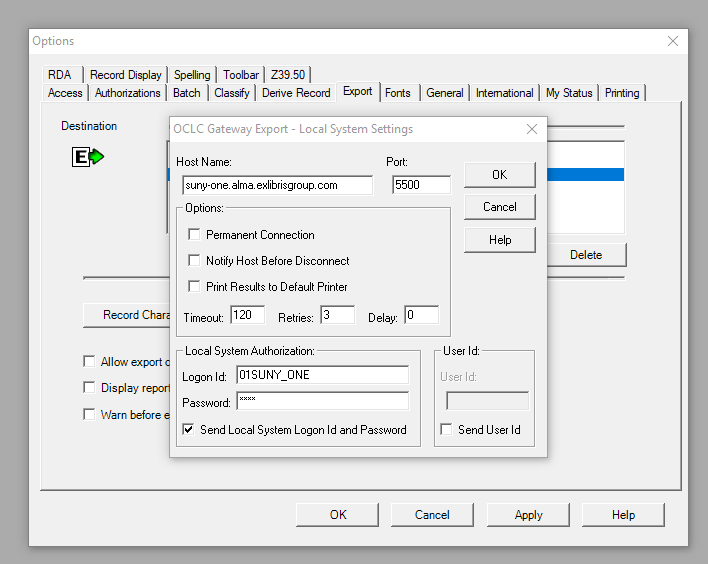 Options
RDA Record Display Spelling Toolbar Z39.50
Access Authorizations Batch Classify Derive Record Export Fonts General International My Status Printing
Destination
E
OCLC Gateway Export - Local System Settings
Host Name: Port:
suny-one.alma.exlibrisgroup.com 5500 OK
Options: Cancel
Permanent Connection
Help
Notify Host Before Disconnect
Delete
Print Results to Default Printer
Timeout: 120 Retries: 3 Delay: 0
Record Chara
Local System Authorization: User Id:
Allow export
Logon Id: 01SUNY_ONE User Id:
Display report
Password: ****
Warn before e
Send Local System Logon Id and Password Send User Id
OK Cancel Apply Help